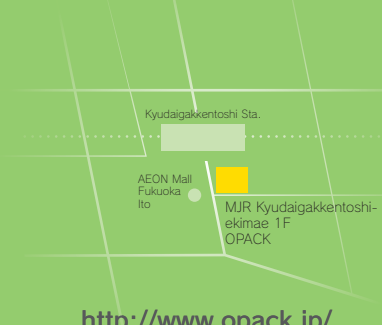 Kyudaigakkentoshi Sta.
AEON Mall
Fukuoka
Ito
MJR Kyudaigakkentoshi-
ekimae 1F
OPACK
http://www.opack.jp/